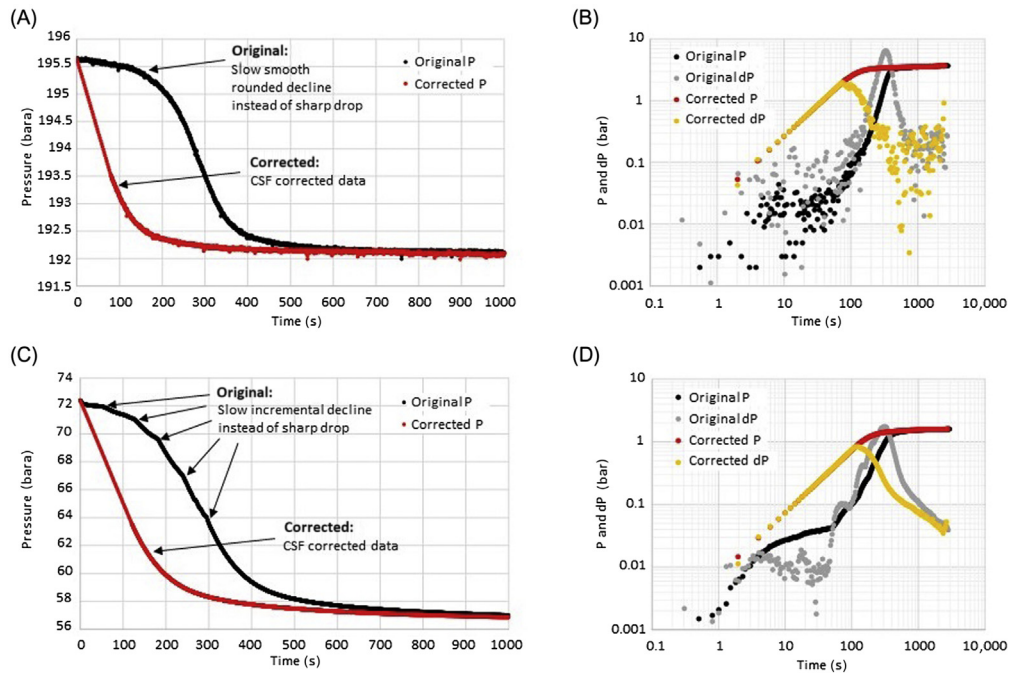 (A)
196
195.5
195
194.5
194
193.5
193
192.5
192
191.5
Pressure (bara)
0 100 200 300 400 500 600 700 800 900 1000
Time (s)
Original:
Slow smooth
rounded decline
instead of sharp drop
Corrected:
CSF corrected data
Original P
Corrected P
(B)
10
1
0.1
0.01
0.001
P and dP (bar)
0.1 1 10 100 1000 10,000
Time (s)
Original P
Original dP
Corrected P
Corrected dP
(C)
74
72
70
68
66
64
62
60
58
56
Pressure (bara)
0 100 200 300 400 500 600 700 800 900 1000
Time (s)
Original:
Slow incremental decline
instead of sharp drop
Corrected:
CSF corrected data
Original P
Corrected P
(D)
10
1
0.1
0.01
0.001
P and dP (bar)
0.1 1 10 100 1000 10,000
Time (s)
Original P
Original dP
Corrected P
Corrected dP